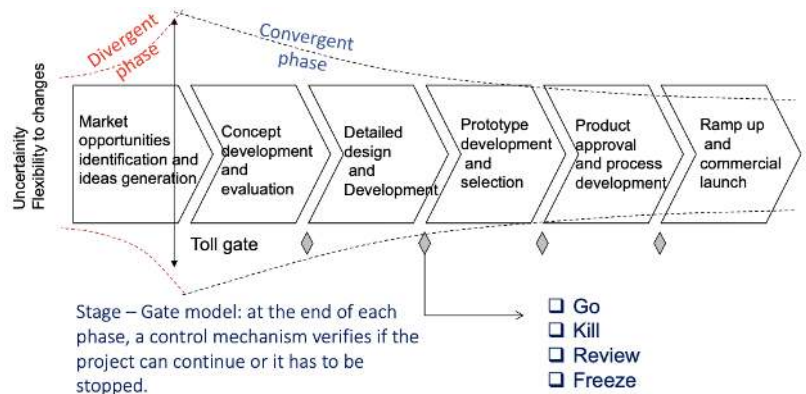 Divergent
phase
Convergent
phase
Uncertainity
Flexibility to changes
Market
opportunities
identification and
ideas generation
Concept
development
and
evaluation
Detailed
design
and
Development
Prototype
development
and
selection
Product
approval
and process
development
Ramp up
and
commercial
launch
Toll gate
Stage – Gate model: at the end of each
phase, a control mechanism verifies if the
project can continue or it has to be
stopped.
❑ Go
❑ Kill
❑ Review
❑ Freeze